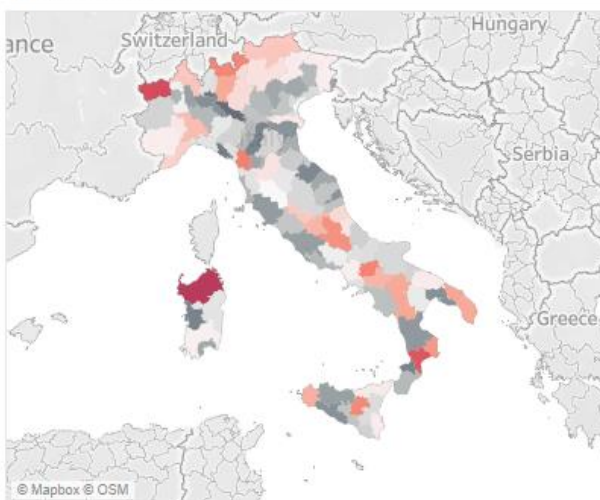 Hungary
ance
Switzerland
Serbia
Greece
© Mapbox © OSM